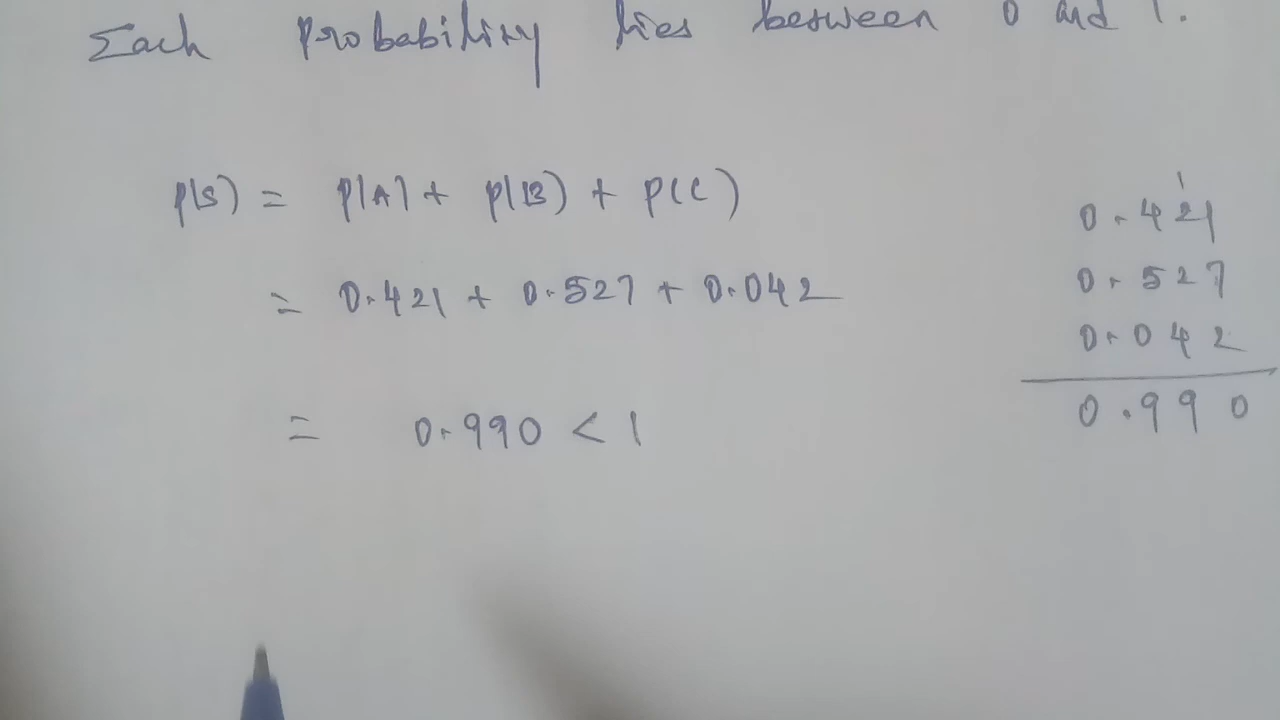 Each probability lies between 0 and 1.
P(S) = P(A) + P(B) + P(C)
= 0.421 + 0.527 + 0.042
= 0.990 < 1
1
0.421
0.527
0.042
0.990